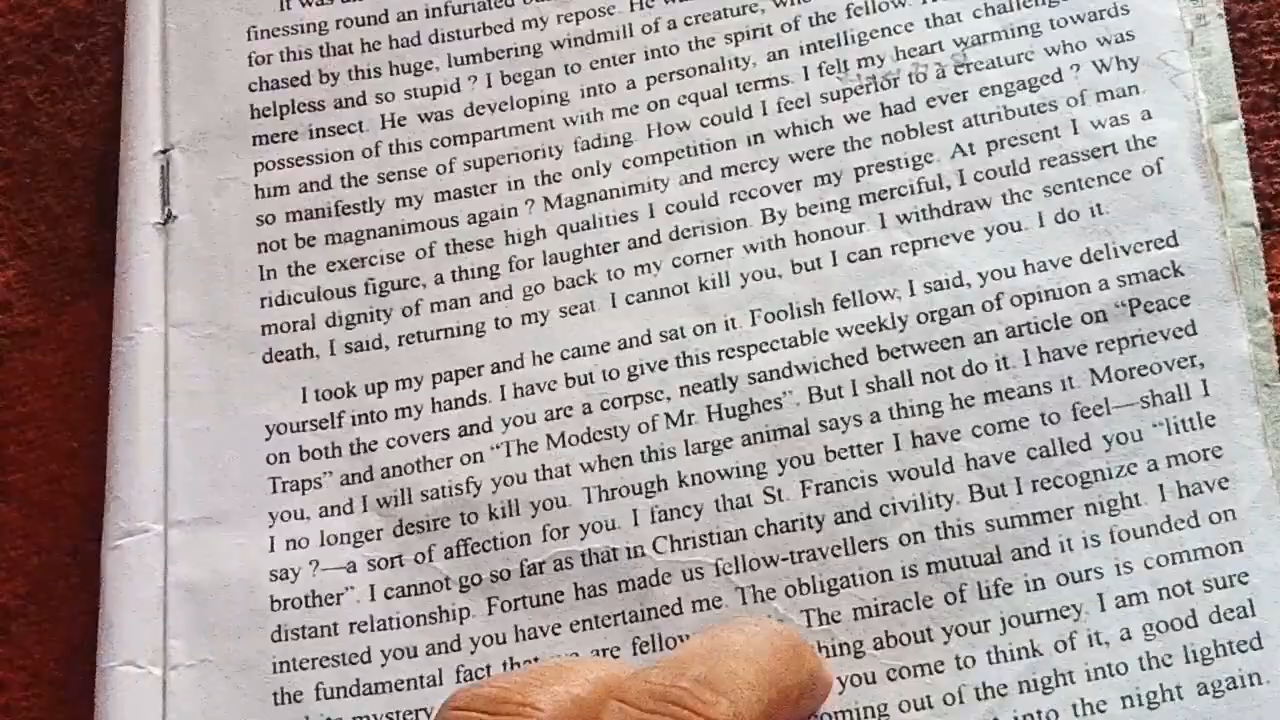 It was
finessing round an infuriated
for this that he had disturbed my repose. He
chased by this huge, lumbering windmill of a creature,
helpless and so stupid ? I began to enter into the spirit of the fellow.
mere insect. He was developing into a personality, an intelligence that
possession of this compartment with me on equal terms. I felt my heart warming towards
him and the sense of superiority fading. How could I feel superior to a creature who was
so manifestly my master in the only competition in which we had ever engaged ? Why
not be magnanimous again ? Magnanimity and mercy were the noblest attributes of man.
In the exercise of these high qualities I could recover my prestige. At present I was a
ridiculous figure, a thing for laughter and derision. By being merciful, I could reassert the
moral dignity of man and go back to my corner with honour. I withdraw the sentence of
death, I said, returning to my seat. I cannot kill you, but I can reprieve you. I do it.
I took up my paper and he came and sat on it. Foolish fellow, I said, you have delivered
yourself into my hands. I have but to give this respectable weekly organ of opinion a smack
on both the covers and you are a corpse, neatly sandwiched between an article on “Peace
Traps” and another on “The Modesty of Mr. Hughes”. But I shall not do it. I have reprieved
you, and I will satisfy you that when this large animal says a thing he means it. Moreover,
I no longer desire to kill you. Through knowing you better I have come to feel—shall I
say ?—a sort of affection for you. I fancy that St. Francis would have called you “little
brother”. I cannot go so far as that in Christian charity and civility. But I recognize a more
distant relationship. Fortune has made us fellow-travellers on this summer night. I have
interested you and you have entertained me. The obligation is mutual and it is founded on
the fundamental fact that we are fellow The miracle of life in ours is common
mystery about your journey. I am not sure
you come to think of it, a good deal
coming out of the night into the lighted
into the night again.